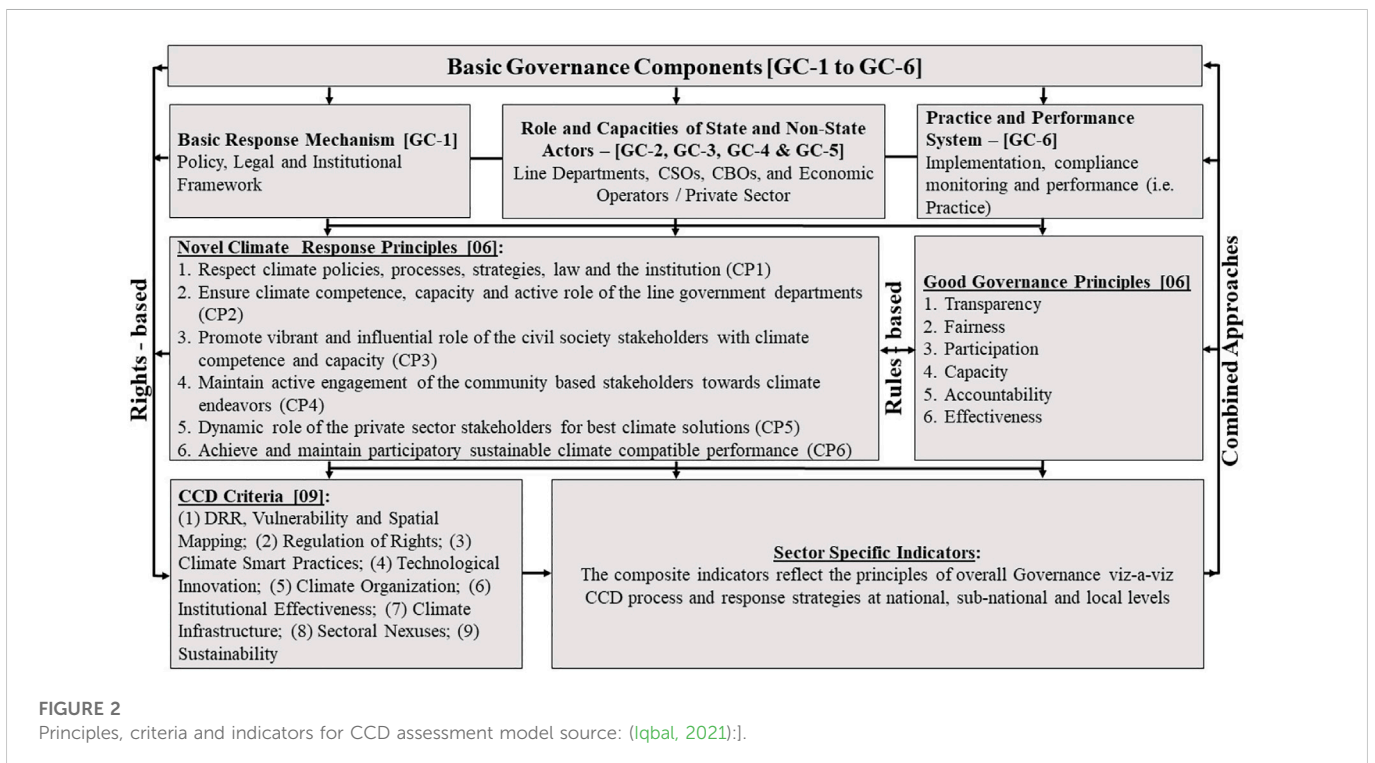 Basic Governance Components [GC-1 to GC-6]
Basic Response Mechanism [GC-1]
Policy, Legal and Institutional
Framework
Role and Capacities of State and Non-State
Actors – [GC-2, GC-3, GC-4 & GC-5]
Line Departments, CSOs, CBOs, and Economic
Operators / Private Sector
Practice and Performance
System – [GC-6]
Implementation, compliance
monitoring and performance (i.e.
Practice)
Rights - based
Novel Climate Response Principles [06]:
1. Respect climate policies, processes, strategies, law and the institution (CP1)
2. Ensure climate competence, capacity and active role of the line government departments
(CP2)
3. Promote vibrant and influential role of the civil society stakeholders with climate
competence and capacity (CP3)
4. Maintain active engagement of the community based stakeholders towards climate
endeavors (CP4)
5. Dynamic role of the private sector stakeholders for best climate solutions (CP5)
6. Achieve and maintain participatory sustainable climate compatible performance (CP6)
Rules - based
Good Governance Principles [06]
1. Transparency
2. Fairness
3. Participation
4. Capacity
5. Accountability
6. Effectiveness
Combined Approaches
CCD Criteria [09]:
(1) DRR, Vulnerability and Spatial
Mapping; (2) Regulation of Rights; (3)
Climate Smart Practices; (4) Technological
Innovation; (5) Climate Organization; (6)
Institutional Effectiveness; (7) Climate
Infrastructure; (8) Sectoral Nexuses; (9)
Sustainability
Sector Specific Indicators:
The composite indicators reflect the principles of overall Governance viz-a-viz
CCD process and response strategies at national, sub-national and local levels
FIGURE 2
Principles, criteria and indicators for CCD assessment model source: (Iqbal, 2021):].